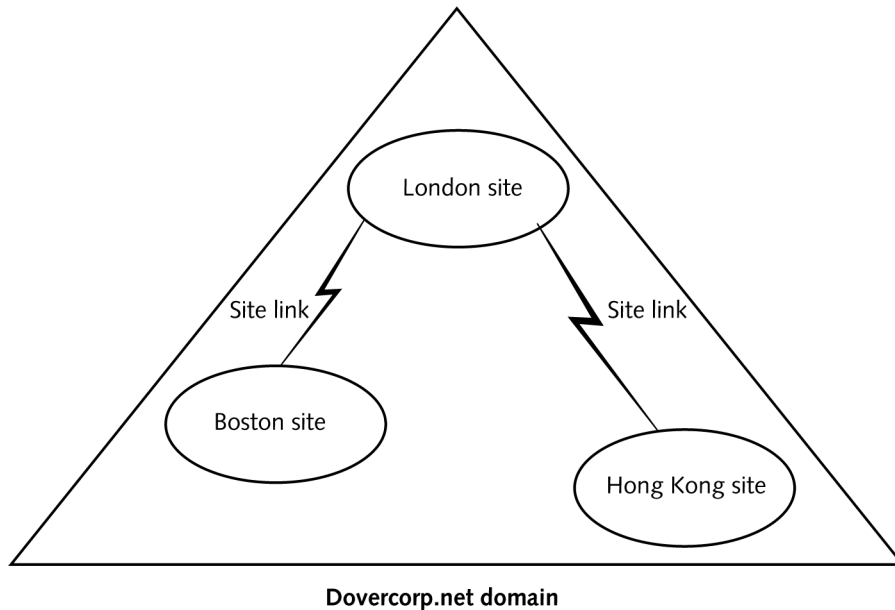 London site
Site link
Site link
Boston site
Hong Kong site
Dovercorp.net domain